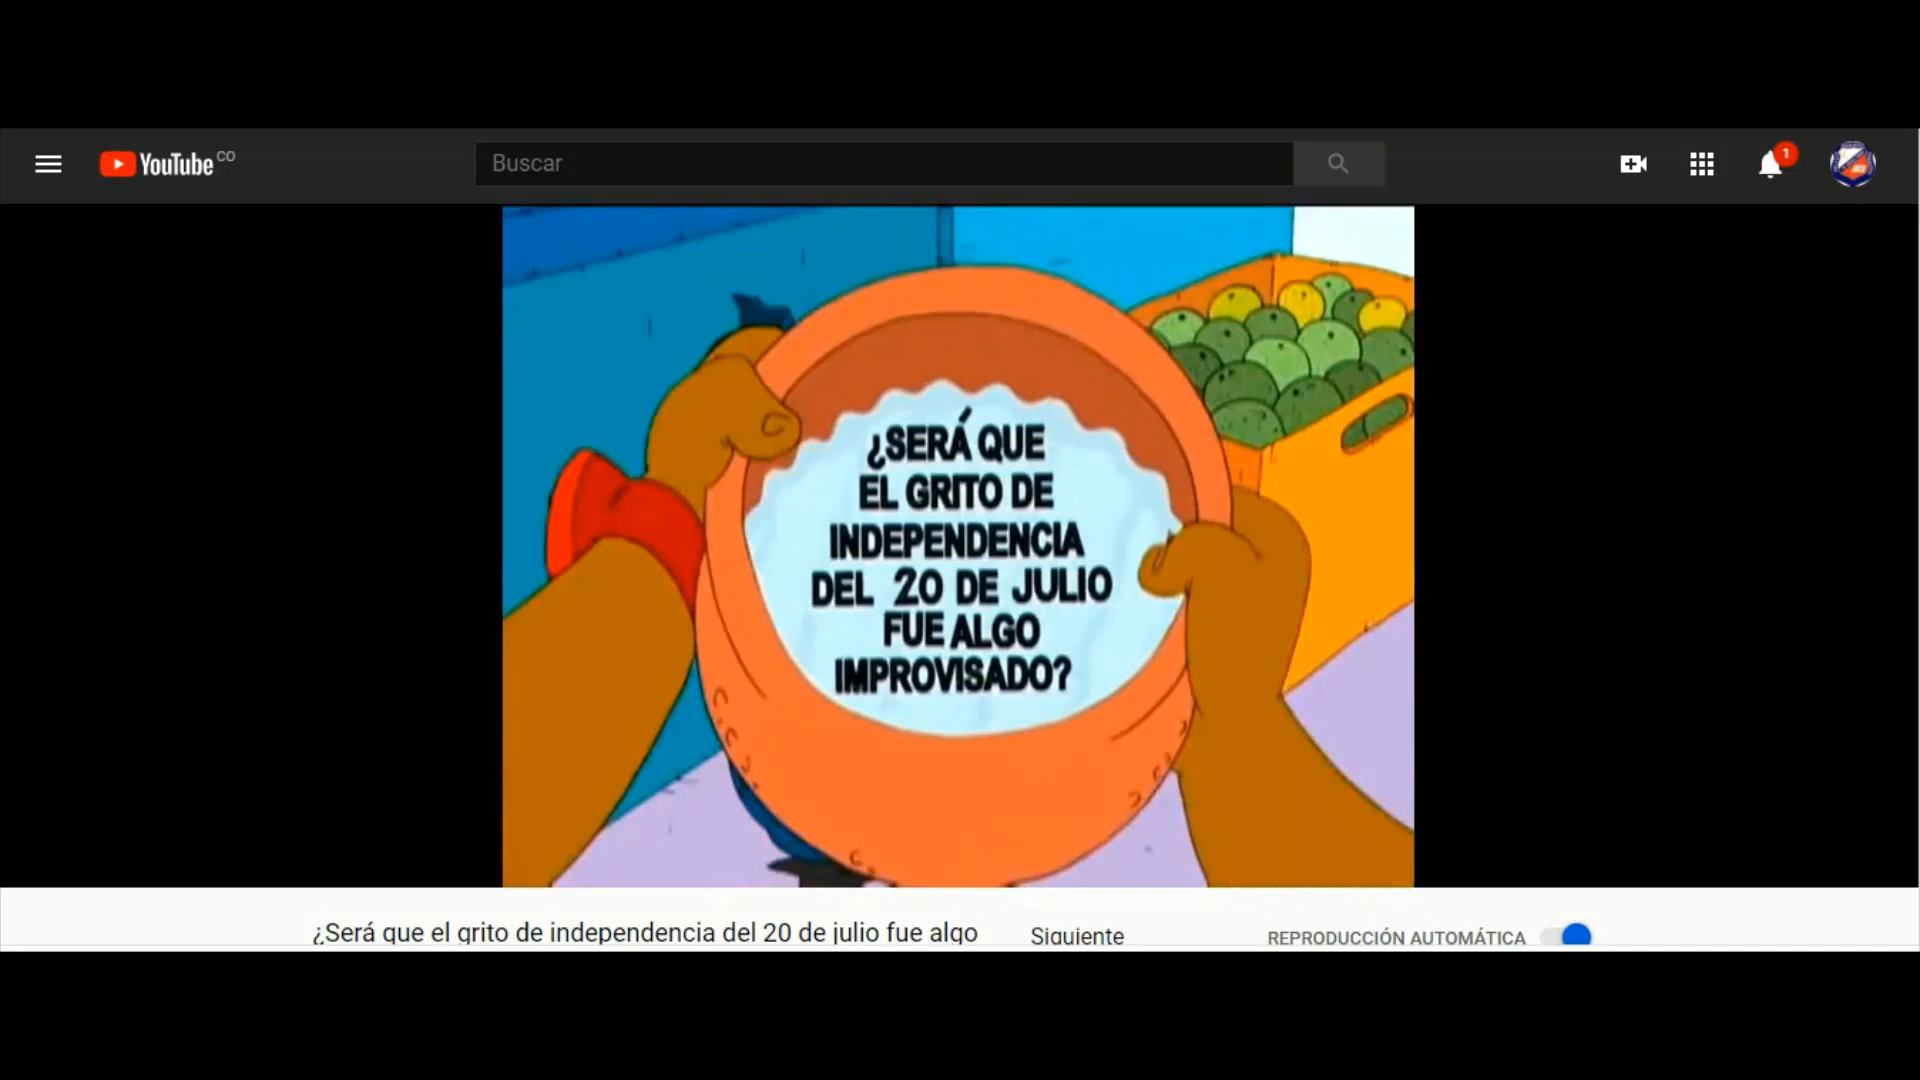 YouTube CO
Buscar
1
¿SERÁ QUE
EL GRITO DE
INDEPENDENCIA
DEL 20 DE JULIO
FUE ALGO
IMPROVISADO?
¿Será que el grito de independencia del 20 de julio fue algo
Siguiente
REPRODUCCIÓN AUTOMÁTICA